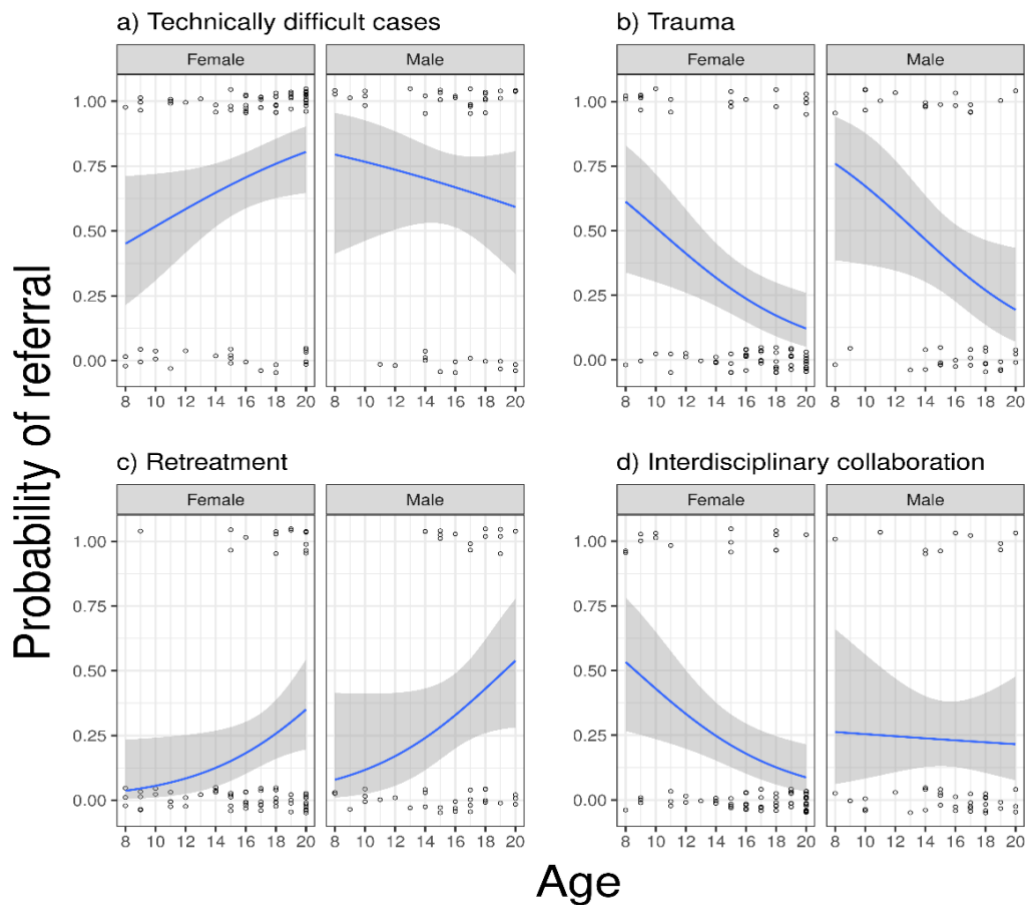 a) Technically difficult cases
Female
Male
1.00
0.75
0.50
0.25
0.00
8 10 12 14 16 18 20
8 10 12 14 16 18 20
b) Trauma
Female
Male
1.00
0.75
0.50
0.25
0.00
8 10 12 14 16 18 20
8 10 12 14 16 18 20
Probability of referral
c) Retreatment
Female
Male
1.00
0.75
0.50
0.25
0.00
8 10 12 14 16 18 20
8 10 12 14 16 18 20
d) Interdisciplinary collaboration
Female
Male
1.00
0.75
0.50
0.25
0.00
8 10 12 14 16 18 20
8 10 12 14 16 18 20
Age